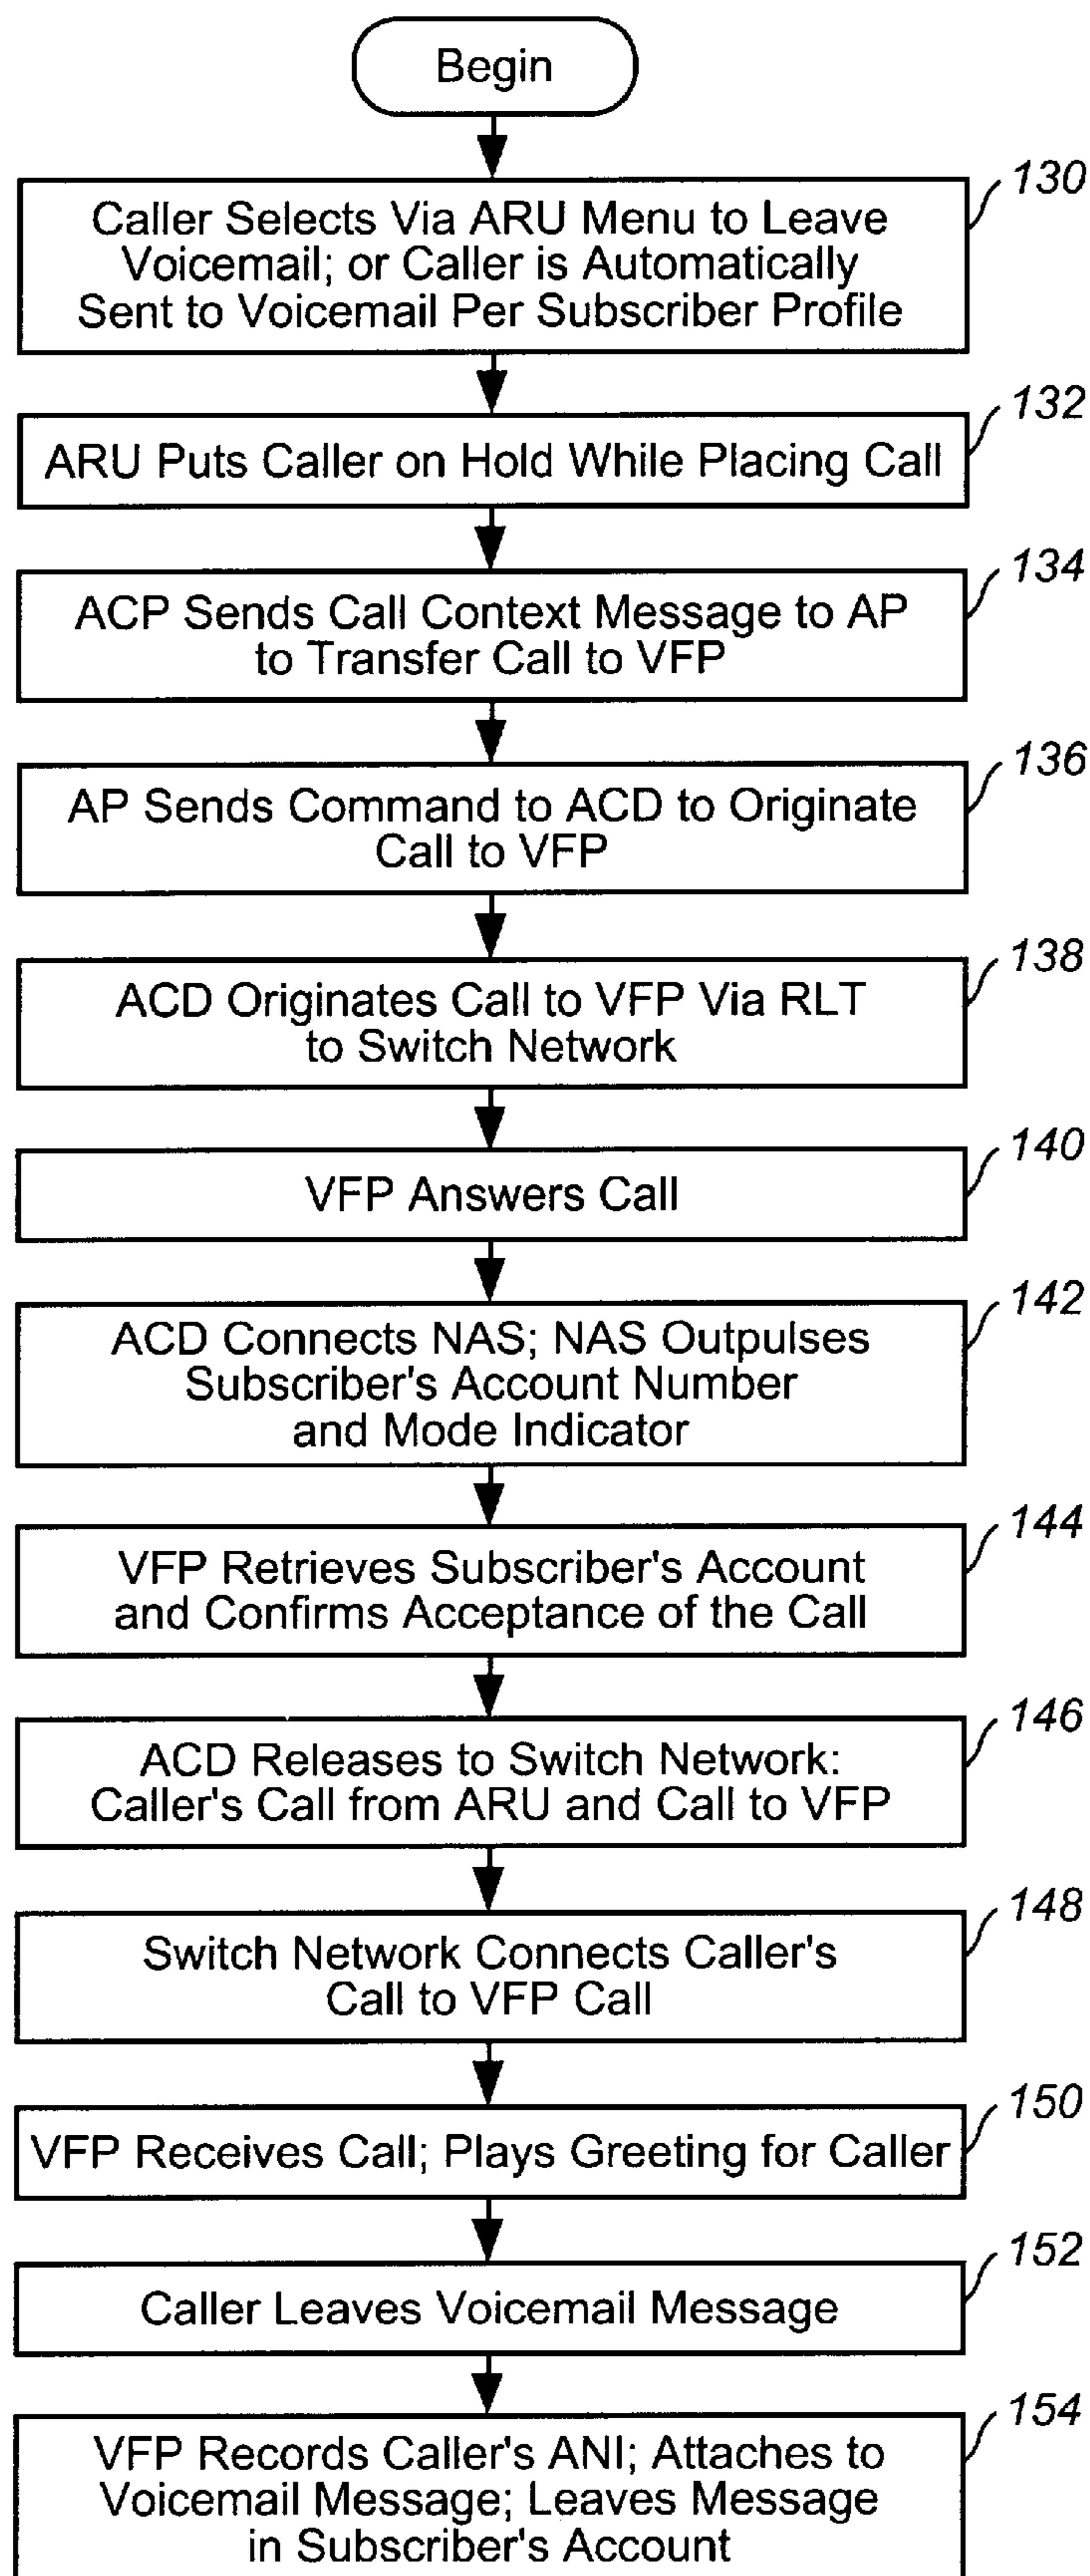 Begin
130
Caller Selects Via ARU Menu to Leave
Voicemail; or Caller is Automatically
Sent to Voicemail Per Subscriber Profile
132
ARU Puts Caller on Hold While Placing Call
134
ACP Sends Call Context Message to AP
to Transfer Call to VFP
136
AP Sends Command to ACD to Originate
Call to VFP
138
ACD Originates Call to VFP Via RLT
to Switch Network
140
VFP Answers Call
142
ACD Connects NAS; NAS Outpulses
Subscriber's Account Number
and Mode Indicator
144
VFP Retrieves Subscriber's Account
and Confirms Acceptance of the Call
146
ACD Releases to Switch Network:
Caller's Call from ARU and Call to VFP
148
Switch Network Connects Caller's
Call to VFP Call
150
VFP Receives Call; Plays Greeting for Caller
152
Caller Leaves Voicemail Message
154
VFP Records Caller's ANI; Attaches to
Voicemail Message; Leaves Message
in Subscriber's Account